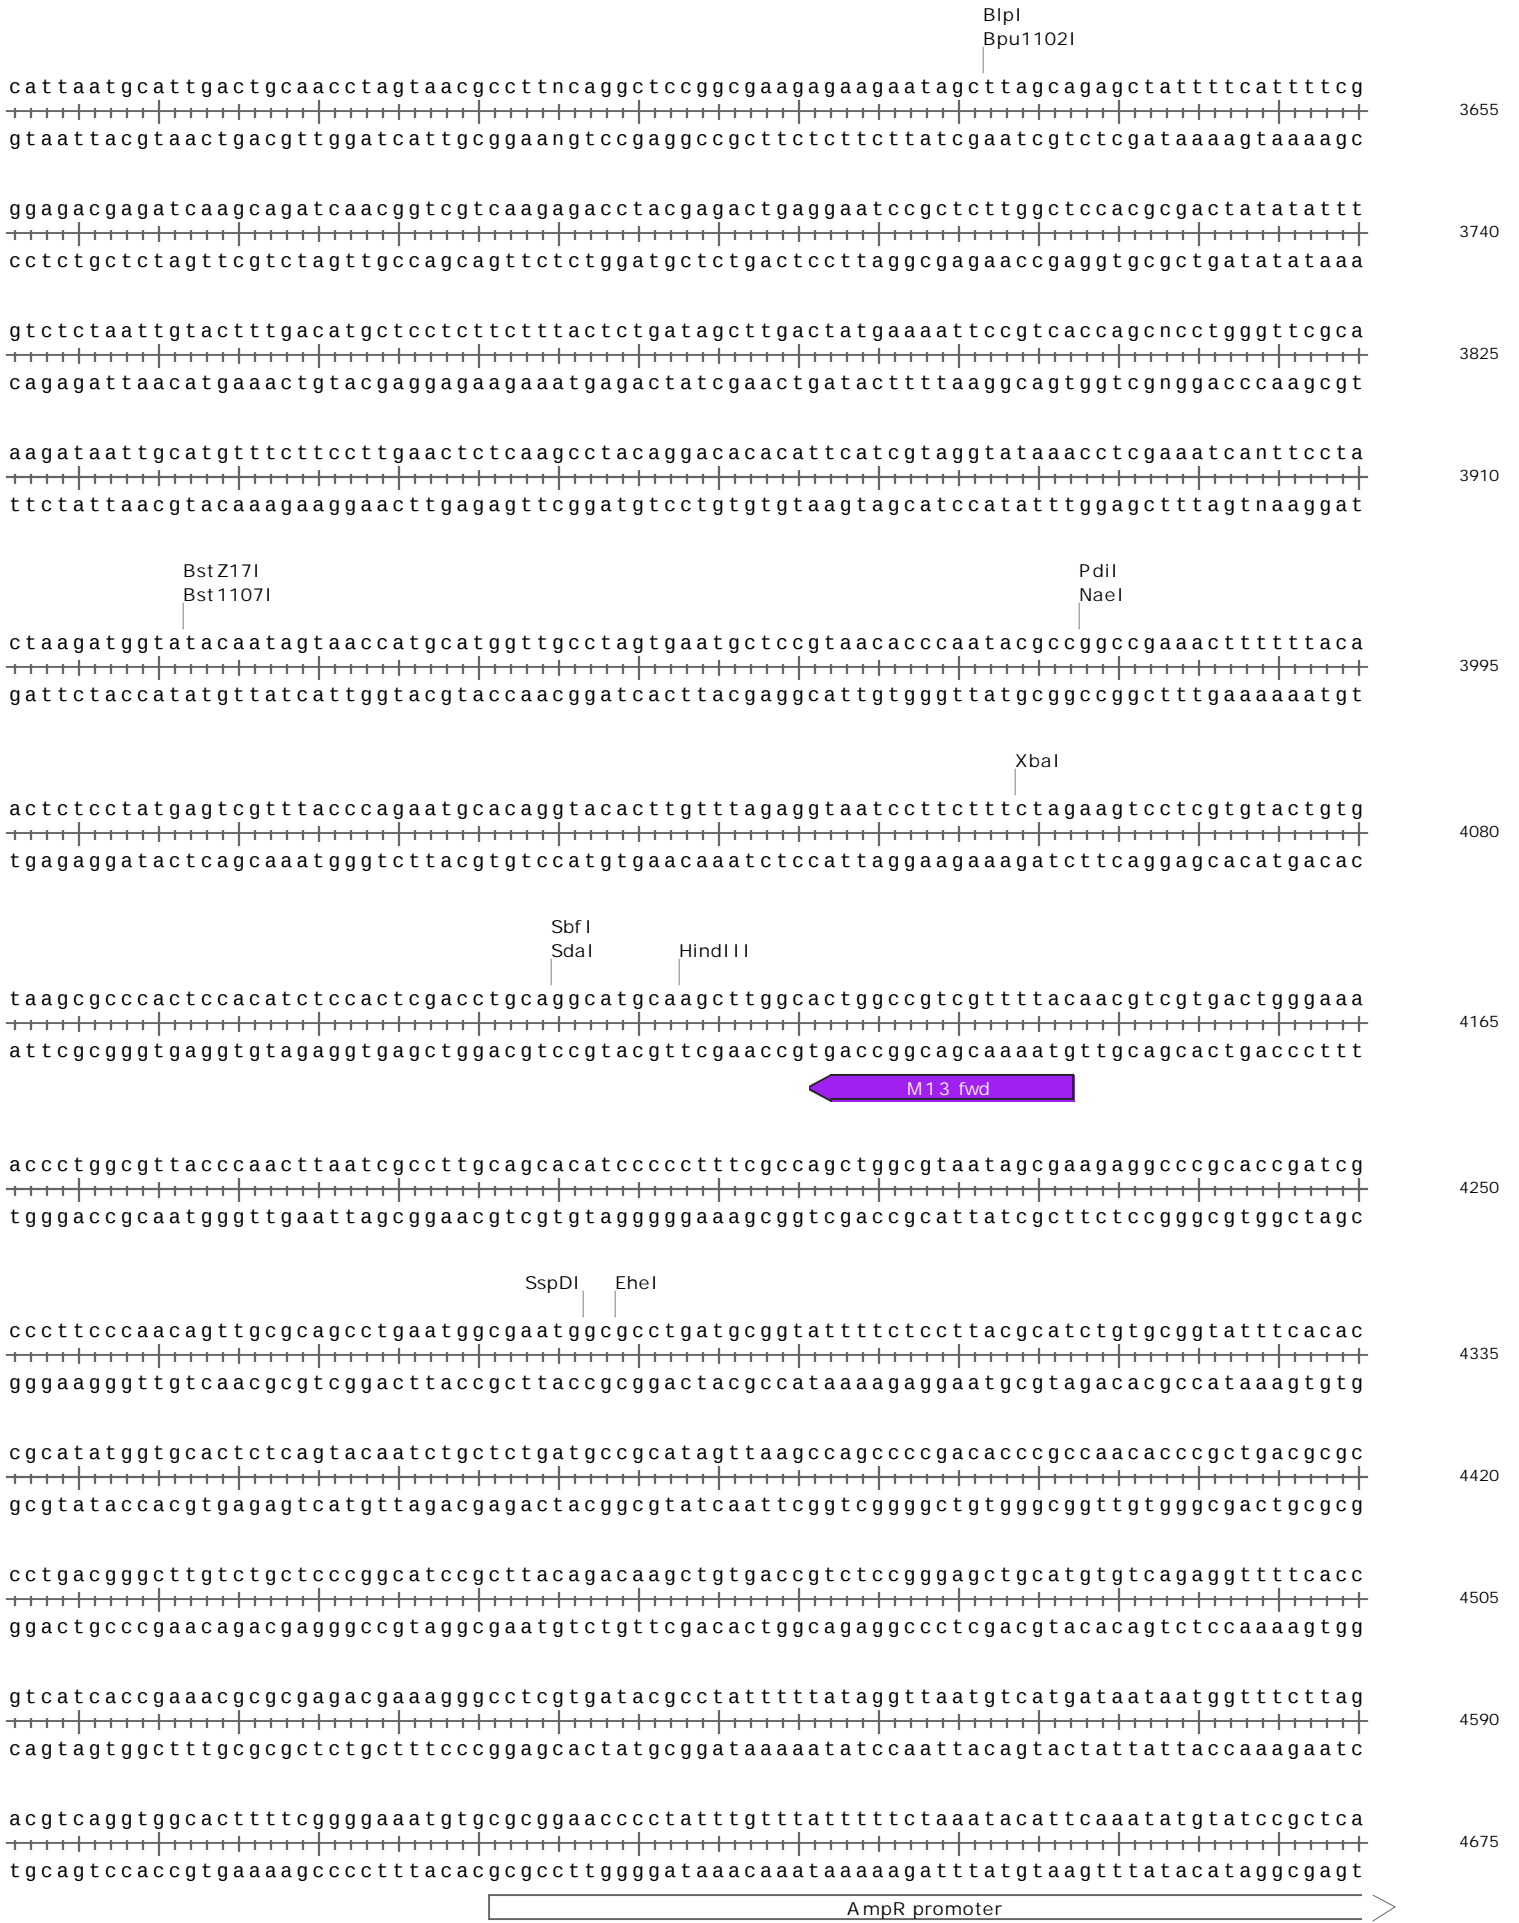 BlpI
Bpu1102I
cattaatgcattgactgcaacctagtaacgccttncaggctccggcgaagagaagaatagcttagcagagctattttcattttcg
3655
gtaattacgtaactgacgttggatcattgcggaangtccgaggccgcttctcttcttatcgaatcgtctcgataaaagtaaaagc
ggagacgagatcaagcagatcaacggtcgtcaagagacctacgagactgaggaatccgctcttggctccacgcgactatatattt
3740
cctctgctctagttcgtctagttgccagcagttctctggatgctctgactccttaggcgagaaccgaggtgcgctgatatataaa
gtctctaattgtactttgacatgctcctcttctttactctgatagcttgactatgaaaattccgtcaccagcncctgggttcgca
3825
cagagattaacatgaaactgtacgaggagaagaaatgagactatcgaactgatacttttaaggcagtggtcgnggacccaagcgt
aagataattgcatgtttcttccttgaactctcaagcctacaggacacacattcatcgtaggtataaacctcgaaatcanttccta
3910
ttctattaacgtacaaagaaggaacttgagagttcggatgtcctgtgtgtaagtagcatccatatttggagctttagtnaaggat
BstZ17I
Bst1107I
PdiI
NaeI
ctaagatggtatacaatagtaaccatgcatggttgcctagtgaatgctccgtaacacccaatacgccggccgaaacttttttaca
3995
gattctaccatatgttatcattggtacgtaccaacggatcacttacgaggcattgtgggttatgcggccggctttgaaaaaatgt
XbaI
actctcctatgagtcgtttacccagaatgcacaggtacacttgtttagaggtaatccttctttctagaagtcctcgtgtactgtg
4080
tgagaggatactcagcaaatgggtcttacgtgtccatgtgaacaaatctccattaggaagaaagatcttcaggagcacatgacac
SbfI
SdaI
HindIII
taagcgcccactccacatctccactcgacctgcaggcatgcaagcttggcactggccgtcgttttacaacgtcgtgactgggaaa
4165
attcgcgggtgaggtgtagaggtgagctggacgtccgtacgttcgaaccgtgaccggcagcaaaatgttgcagcactgacccttt
M13 fwd
accctggcgttacccaacttaatcgccttgcagcacatccccctttcgccagctggcgtaatagcgaagaggcccgcaccgatcg
4250
tgggaccgcaatgggttgaattagcggaacgtcgtgtagggggaaagcggtcgaccgcattatcgcttctccgggcgtggctagc
SspDI
EheI
cccttcccaacagttgcgcagcctgaatggcgaatggcgcctgatgcggtattttctccttacgcatctgtgcggtatttcacac
4335
gggaagggttgtcaacgcgtcggacttaccgcttaccgcggactacgccataaaagaggaatgcgtagacacgccataaagtgtg
cgcatatggtgcactctcagtacaatctgctctgatgccgcatagttaagccagccccgacacccgccaacacccgctgacgcgc
4420
gcgtataccacgtgagagtcatgttagacgagactacggcgtatcaattcggtcggggctgtgggcggttgtgggcgactgcgcg
cctgacgggcttgtctgctcccggcatccgcttacagacaagctgtgaccgtctccgggagctgcatgtgtcagaggttttcacc
4505
ggactgcccgaacagacgagggccgtaggcgaatgtctgttcgacactggcagaggccctcgacgtacacagtctccaaaagtgg
gtcatcaccgaaacgcgcgagacgaaagggcctcgtgatacgcctatttttataggttaatgtcatgataataatggtttcttag
4590
cagtagtggctttgcgcgctctgctttcccggagcactatgcggataaaaatatccaattacagtactattattaccaaagaatc
acgtcaggtggcacttttcggggaaatgtgcgcggaacccctatttgtttatttttctaaatacattcaaatatgtatccgctca
4675
tgcagtccaccgtgaaaagcccctttacacgcgccttggggataaacaaataaaaagatttatgtaagtttatacataggcgagt
AmpR promoter